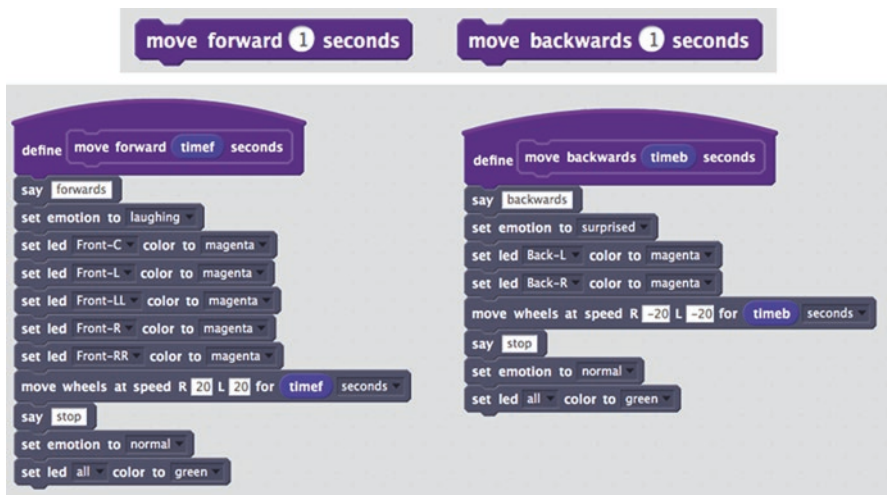 move forward 1 seconds
move backwards 1 seconds
define move forward timef seconds
say forwards
set emotion to laughing
set led Front-C color to magenta
set led Front-L color to magenta
set led Front-LL color to magenta
set led Front-R color to magenta
set led Front-RR color to magenta
move wheels at speed R 20 L 20 for timef seconds
say stop
set emotion to normal
set led all color to green
define move backwards timeb seconds
say backwards
set emotion to surprised
set led Back-L color to magenta
set led Back-R color to magenta
move wheels at speed R -20 L -20 for timeb seconds
say stop
set emotion to normal
set led all color to green